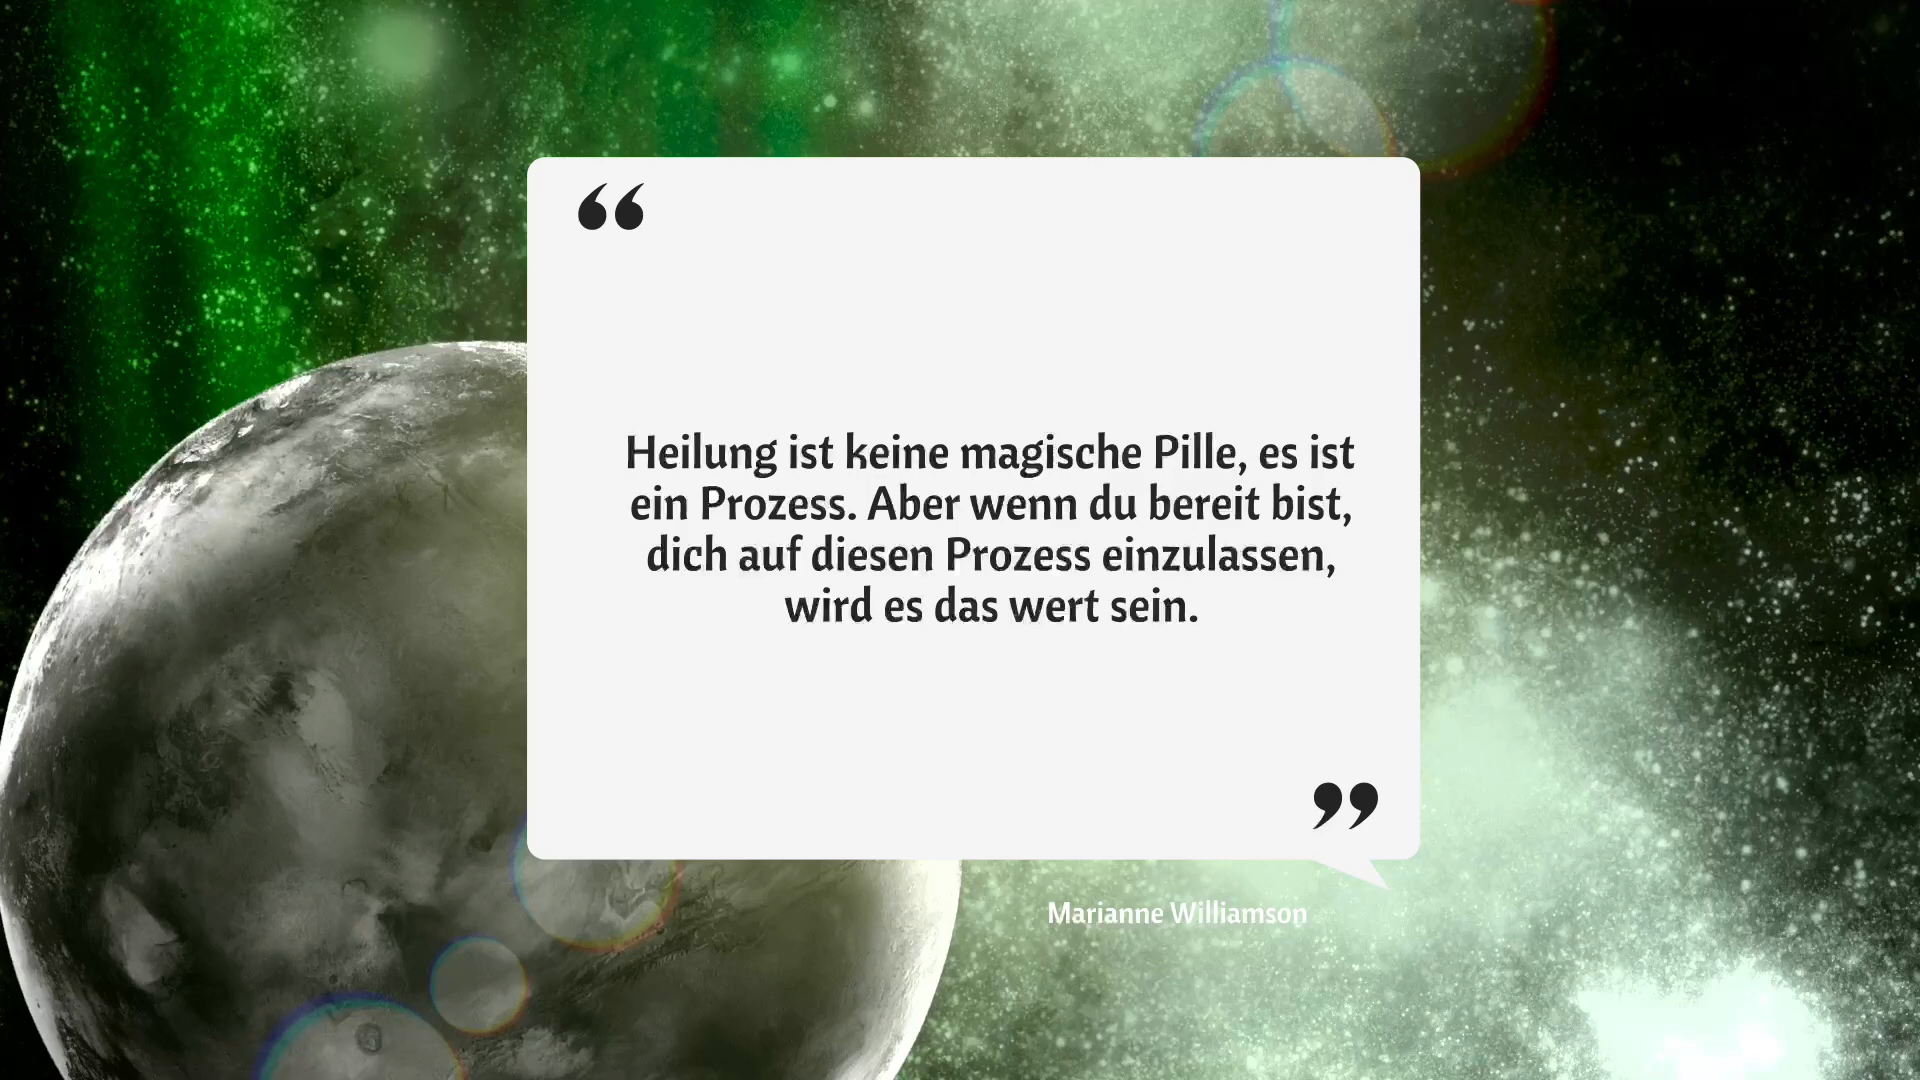 “
Heilung ist keine magische Pille, es ist
ein Prozess. Aber wenn du bereit bist,
dich auf diesen Prozess einzulassen,
wird es das wert sein.
”
Marianne Williamson